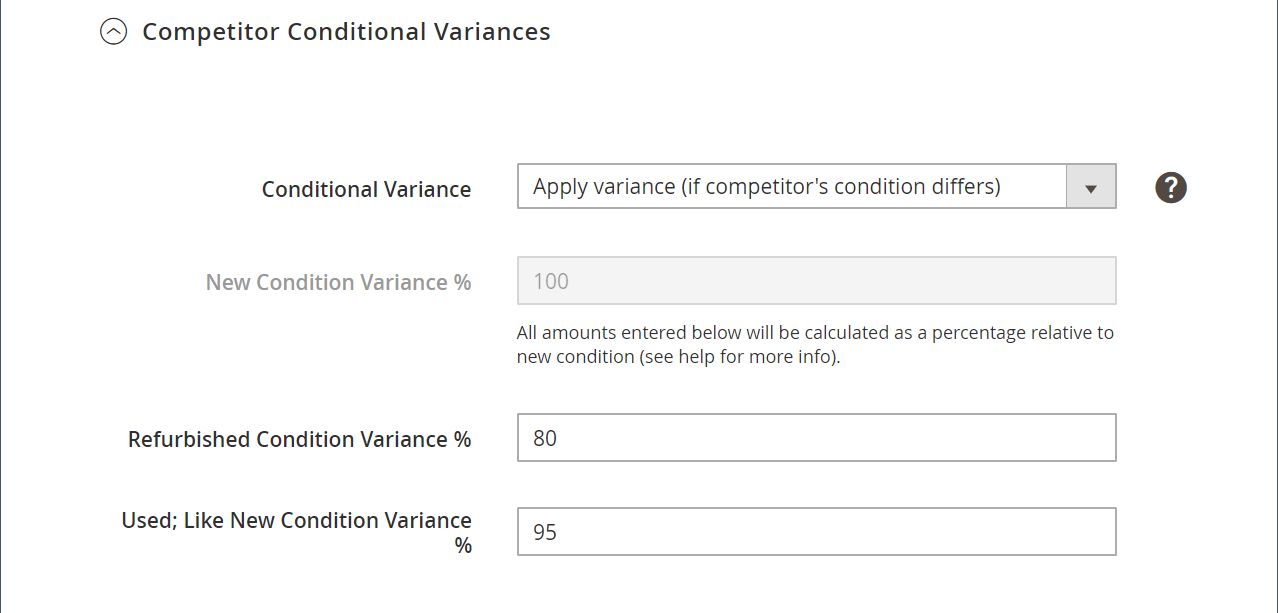 Competitor Conditional Variances
Conditional Variance
Apply variance (if competitor's condition differs)
?
New Condition Variance %
100
All amounts entered below will be calculated as a percentage relative to
new condition (see help for more info).
Refurbished Condition Variance %
80
Used; Like New Condition Variance
%
95